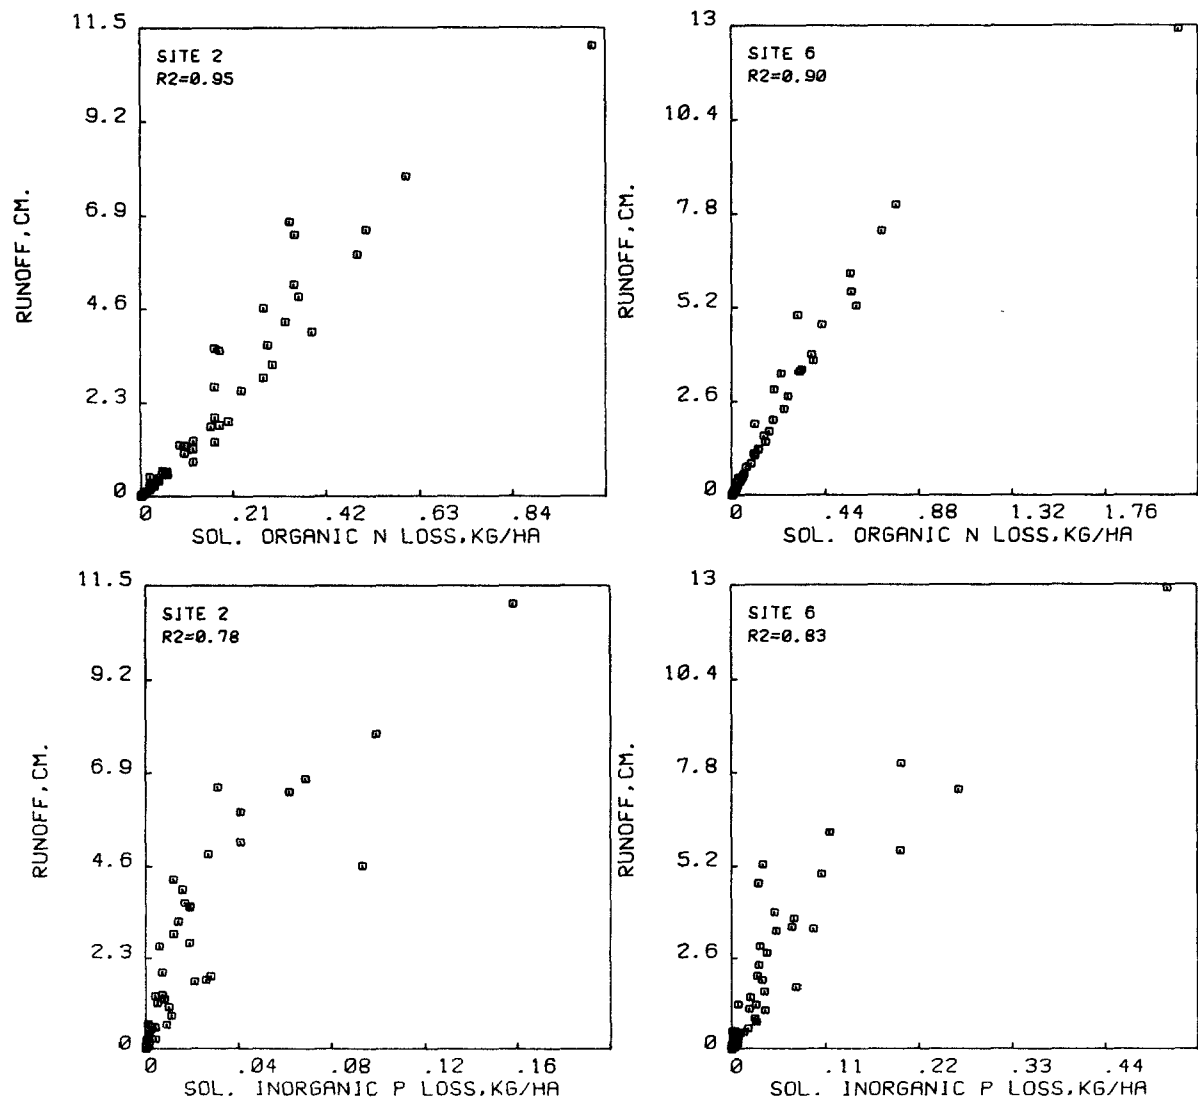 11.5
SITE 2
R2=0.95
9.2
6.9
4.6
2.3
0
RUNOFF, CM.
0 .21 .42 .63 .84
SOL. ORGANIC N LOSS,KG/HA
13
SITE 6
R2=0.90
10.4
7.8
5.2
2.6
0
RUNOFF, CM.
0 .44 .88 1.32 1.76
SOL. ORGANIC N LOSS,KG/HA
11.5
SITE 2
R2=0.78
9.2
6.9
4.6
2.3
0
RUNOFF, CM.
0 .04 .08 .12 .16
SOL. INORGANIC P LOSS,KG/HA
13
SITE 6
R2=0.83
10.4
7.8
5.2
2.6
0
RUNOFF, CM.
0 .11 .22 .33 .44
SOL. INORGANIC P LOSS,KG/HA